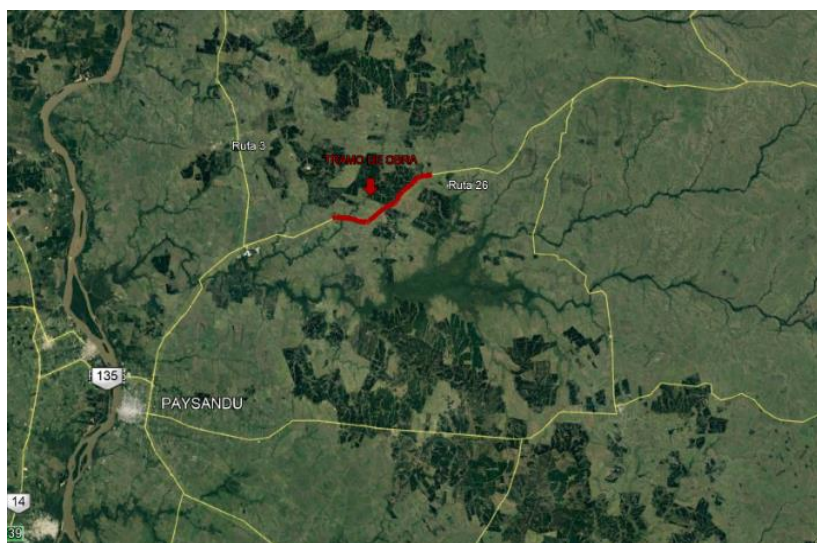 Ruta 3
TRAMO DE OBRA
Ruta 26
135
PAYSANDU
14
39